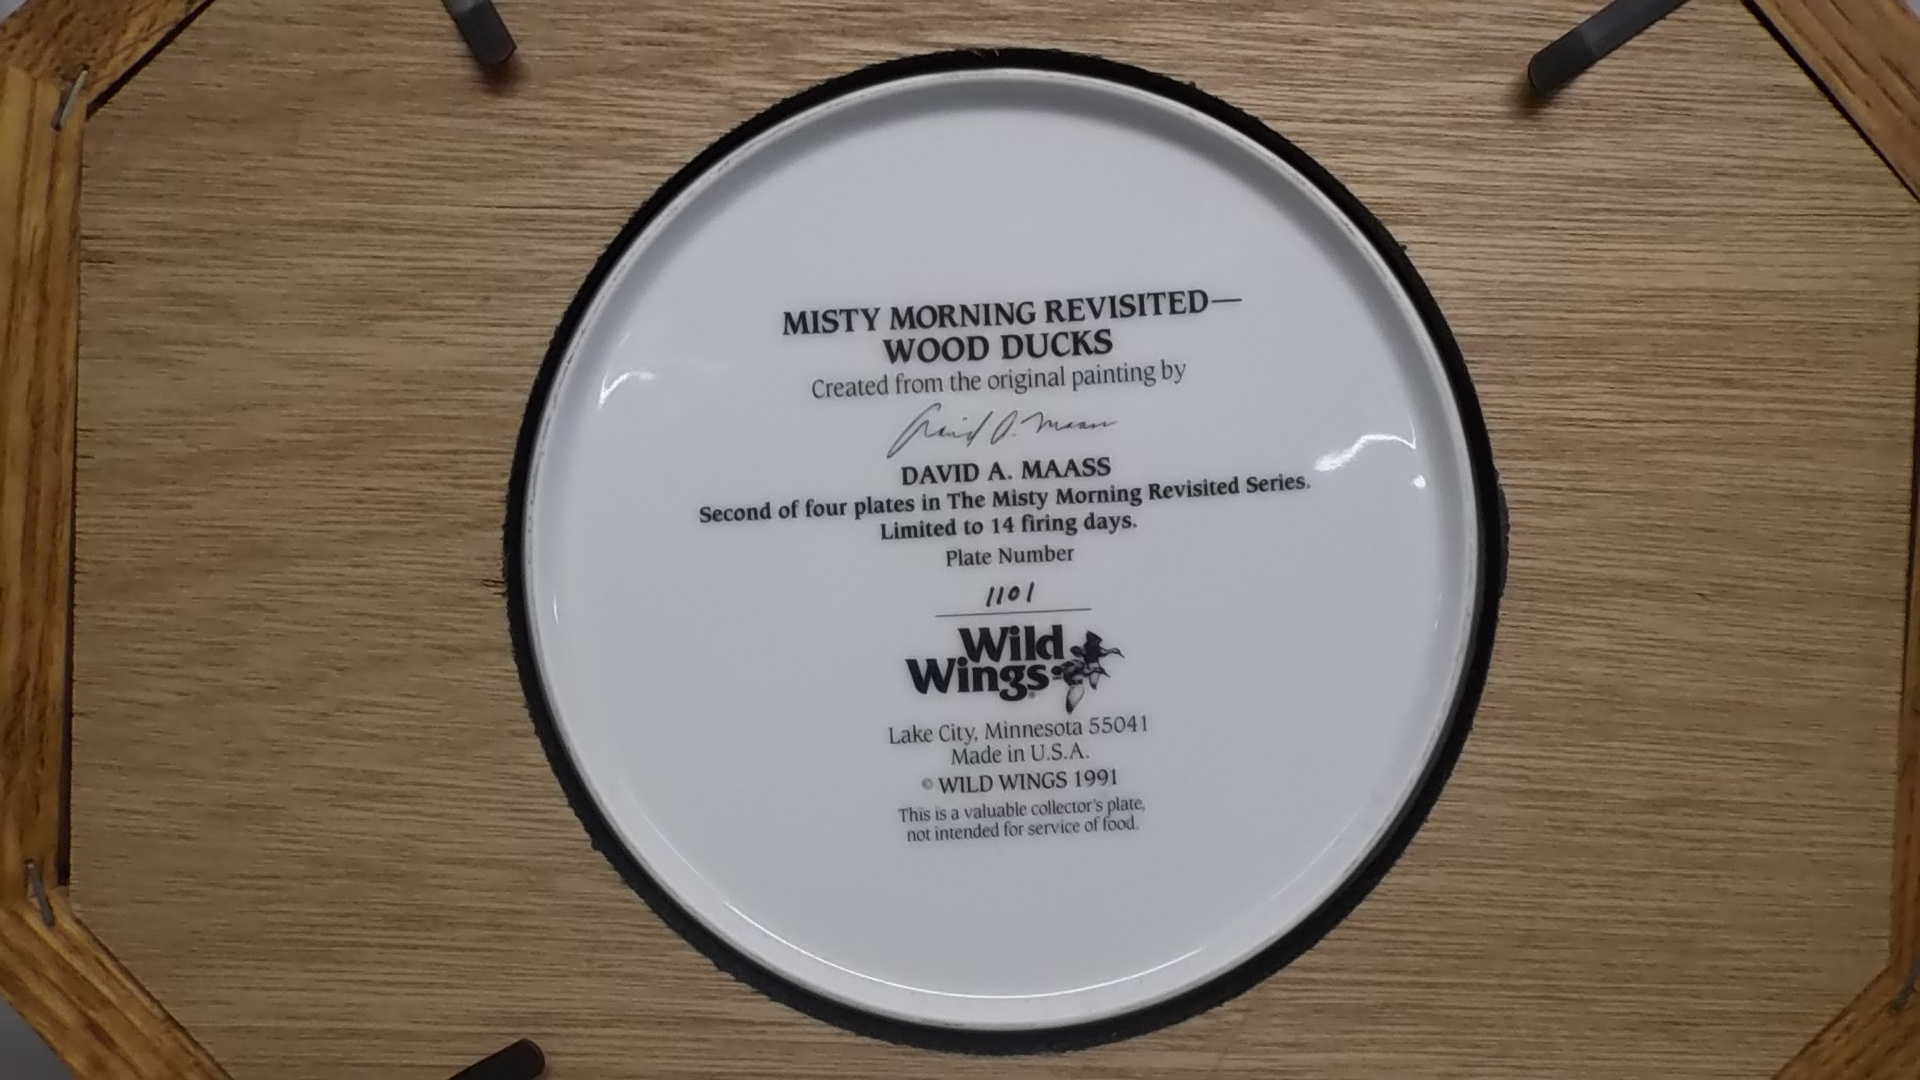 MISTY MORNING REVISITED—
WOOD DUCKS
Created from the original painting by
David A. Maass
DAVID A. MAASS
Second of four plates in The Misty Morning Revisited Series.
Limited to 14 firing days.
Plate Number
1101
Wild
Wings®
Lake City, Minnesota 55041
Made in U.S.A.
© WILD WINGS 1991
This is a valuable collector's plate,
not intended for service of food.